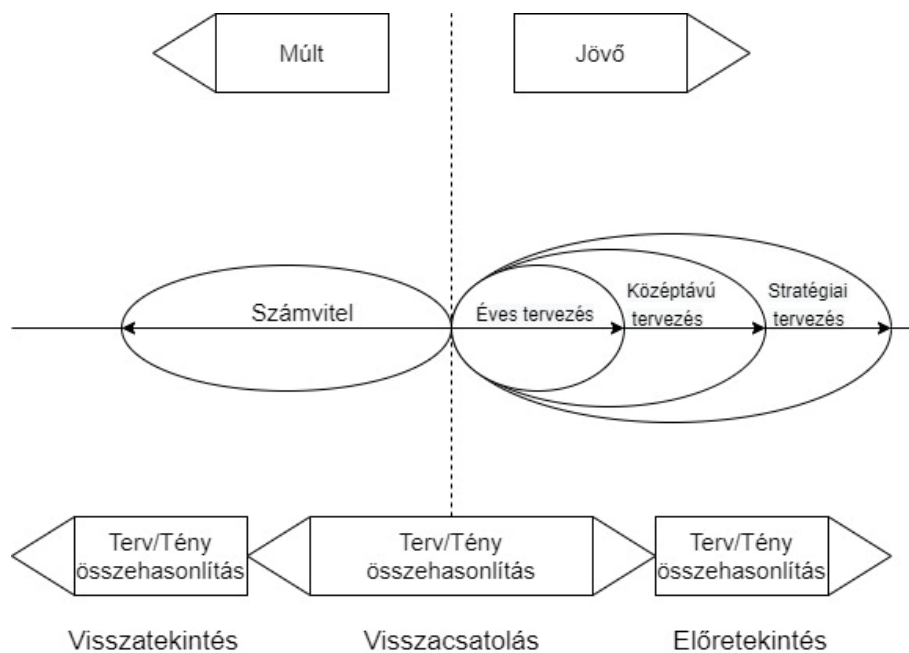 Múlt
Jövő
Számvitel
Éves tervezés
Középtávú
tervezés
Stratégiai
tervezés
Terv/Tény
összehasonlítás
Terv/Tény
összehasonlítás
Terv/Tény
összehasonlítás
Visszatekintés
Visszacsatolás
Előretekintés